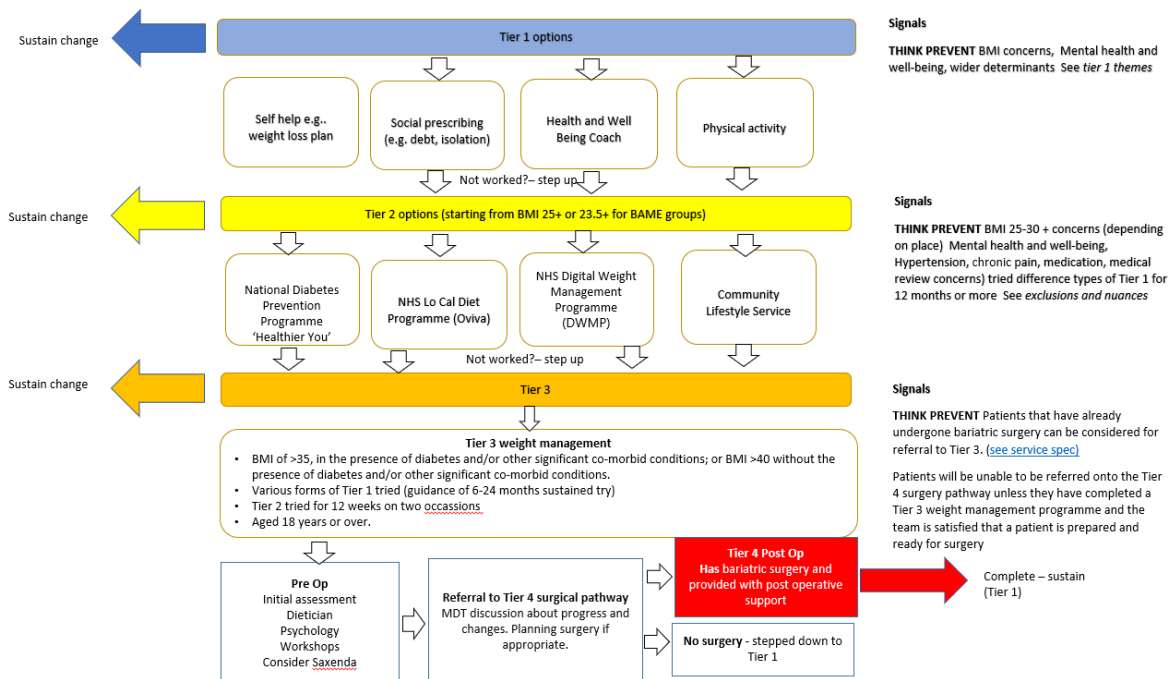 Sustain change
Tier 1 options
Signals
THINK PREVENT BMI concerns, Mental health and
well-being, wider determinants See tier 1 themes
Self help e.g..
weight loss plan
Social prescribing
(e.g. debt, isolation)
Health and Well
Being Coach
Physical activity
Not worked?– step up
Sustain change
Tier 2 options (starting from BMI 25+ or 23.5+ for BAME groups)
Signals
THINK PREVENT BMI 25-30 + concerns (depending
on place) Mental health and well-being,
Hypertension, chronic pain, medication, medical
review concerns) tried difference types of Tier 1 for
12 months or more See exclusions and nuances
National Diabetes
Prevention
Programme
‘Healthier You’
NHS Lo Cal Diet
Programme (Oviva)
NHS Digital Weight
Management
Programme
(DWMP)
Community
Lifestyle Service
Not worked?– step up
Sustain change
Tier 3
Signals
THINK PREVENT Patients that have already
undergone bariatric surgery can be considered for
referral to Tier 3. (see service spec)
Patients will be unable to be referred onto the Tier
4 surgery pathway unless they have completed a
Tier 3 weight management programme and the
team is satisfied that a patient is prepared and
ready for surgery
Tier 3 weight management
• BMI of >35, in the presence of diabetes and/or other significant co-morbid conditions; or BMI >40 without the
presence of diabetes and/or other significant co-morbid conditions.
• Various forms of Tier 1 tried (guidance of 6-24 months sustained try)
• Tier 2 tried for 12 weeks on two occassions
• Aged 18 years or over.
Pre Op
Initial assessment
Dietician
Psychology
Workshops
Consider Saxenda
Referral to Tier 4 surgical pathway
MDT discussion about progress and
changes. Planning surgery if
appropriate.
Tier 4 Post Op
Has bariatric surgery and
provided with post operative
support
Complete – sustain
(Tier 1)
No surgery - stepped down to
Tier 1